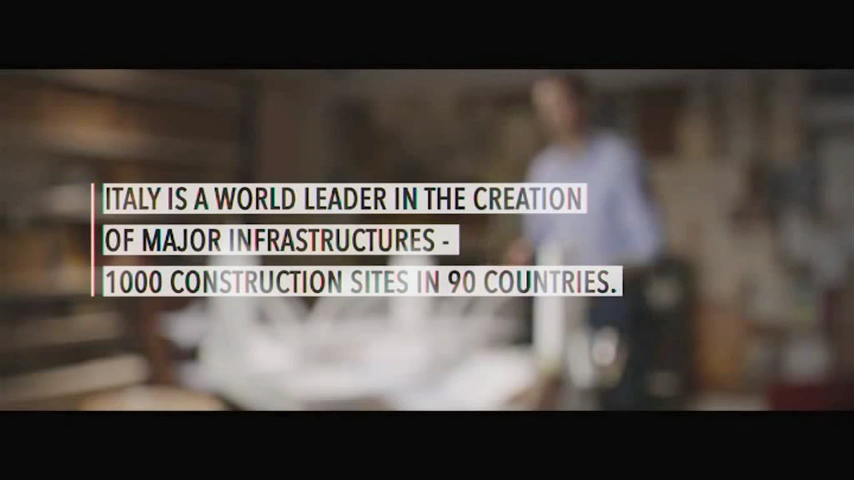 ITALY IS A WORLD LEADER IN THE CREATION
OF MAJOR INFRASTRUCTURES -
1000 CONSTRUCTION SITES IN 90 COUNTRIES.